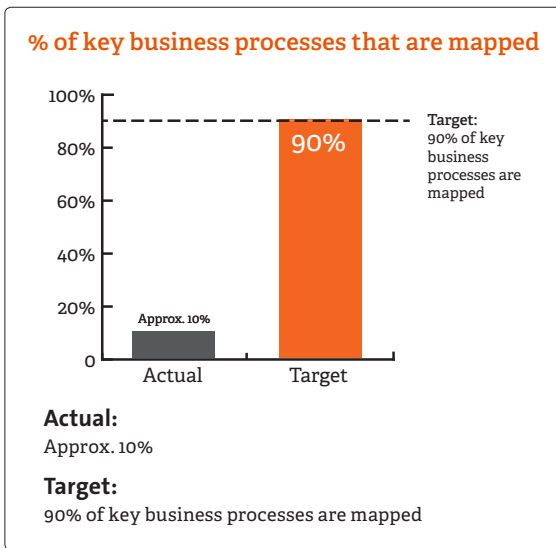 % of key business processes that are mapped
100%
80%
60%
40%
20%
0
Target:
90% of key
business
processes are
mapped
90%
Approx. 10%
Actual
Target
Actual:
Approx. 10%
Target:
90% of key business processes are mapped